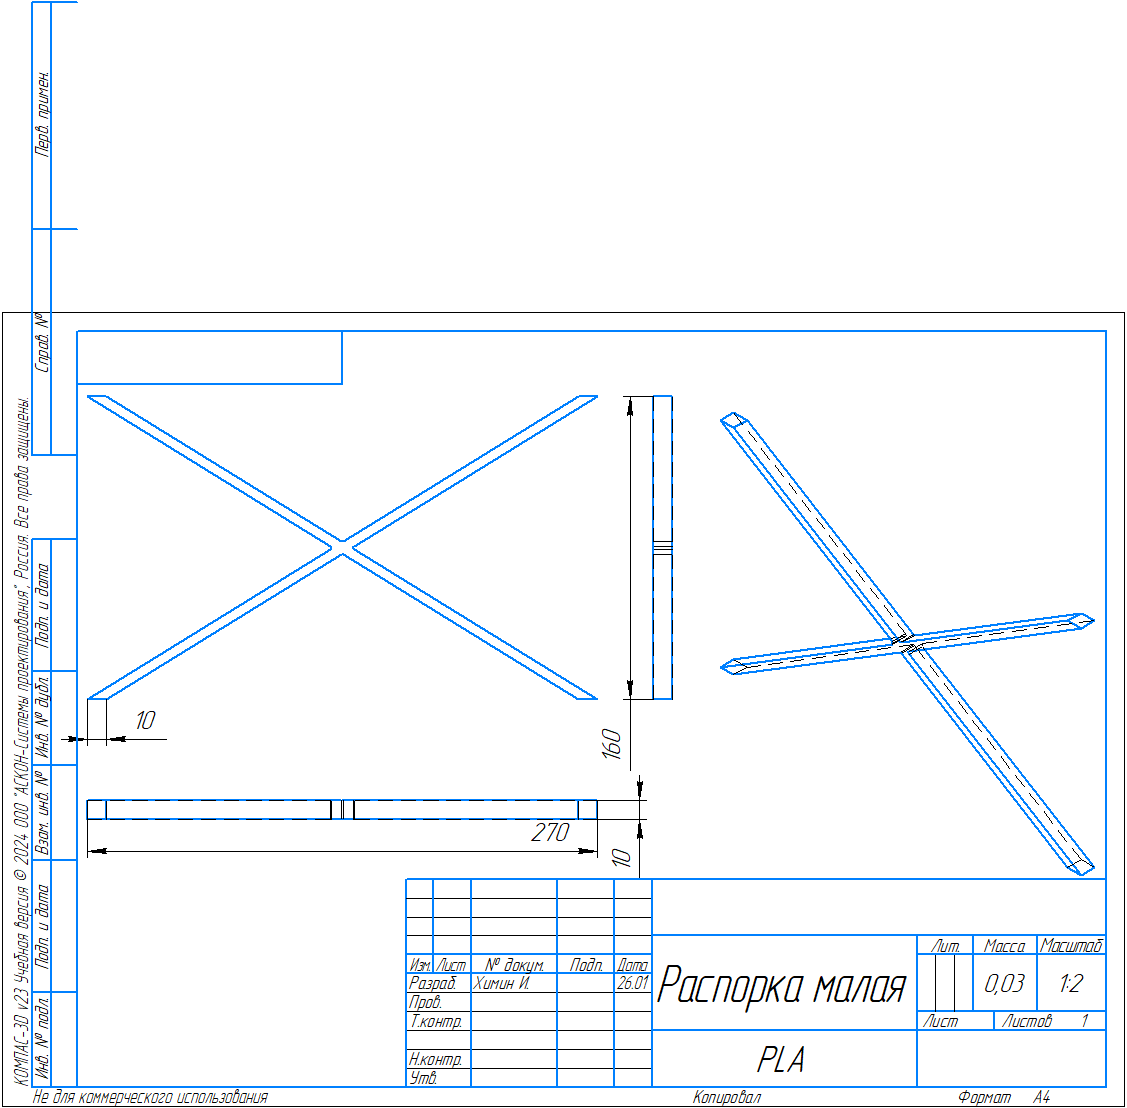 Перв. примен.
Справ. №
Подп. и дата
Инв. № дубл.
Взам. инв. №
Подп. и дата
Инв. № подл.
КОМПАС-3D v23 Учебная версия © 2024 ООО "АСКОН-Системы проектирования", Россия. Все права защищены.
10
160
270
10
Изм. Лист № докум. Подп. Дата
Разраб. Химин И. 26.01
Пров.
Т.контр.
Н.контр.
Утв.
Распорка малая
PLA
Лит. Масса Масштаб
0,03 1:2
Лист Листов 1
Не для коммерческого использования
Копировал
Формат А4